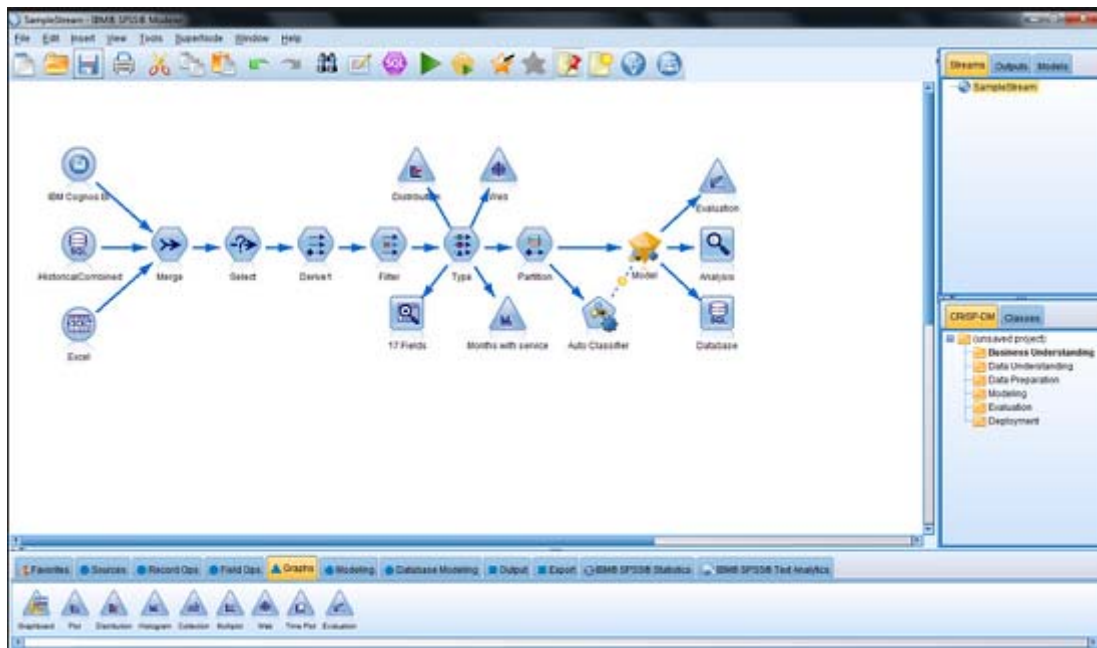 SampleStream - IBM® SPSS® Modeler
File Edit Insert View Tools SuperNode Window Help
SQL
Streams Outputs Models
SampleStream
IBM Cognos BI
Distribution
Web
Evaluation
SQL
HistoricalCombined
Merge
Select
Derive1
Filter
Type
Partition
Model
Analysis
Excel
17 Fields
Months with service
Auto Classifier
SQL
Database
CRISP-DM Classes
(unsaved project)
Business Understanding
Data Understanding
Data Preparation
Modeling
Evaluation
Deployment
Favorites Sources Record Ops Field Ops Graphs Modeling Database Modeling Output Export IBM® SPSS® Statistics IBM® SPSS® Text Analytics
Graphboard Plot Distribution Histogram Collection Multiplot Web Time Plot Evaluation